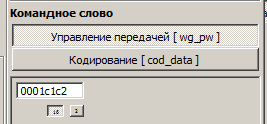 Командное слово
Управление передачей [ wg_pw ]
Кодирование [ cod_data ]
0001c1c2
16 2